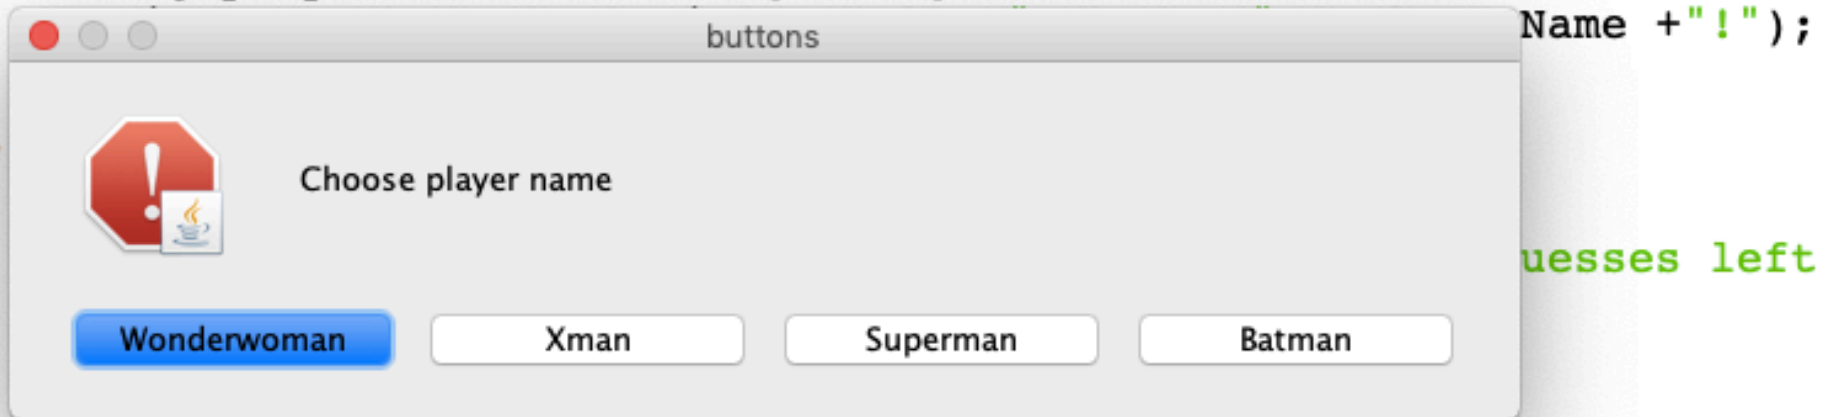 buttons
Name +"!");
Choose player name
uesses left
Wonderwoman Xman Superman Batman